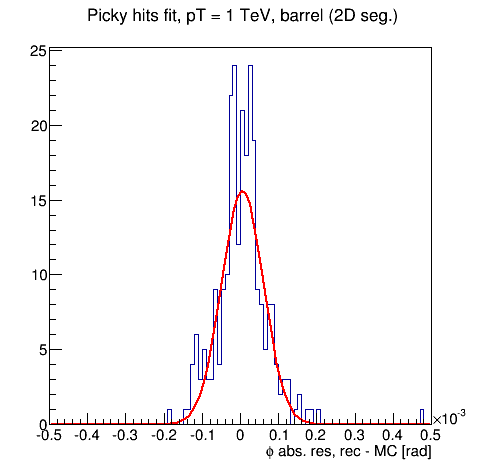 Picky hits fit, pT = 1 TeV, barrel (2D seg.)
25
20
15
10
5
0
-0.5 -0.4 -0.3 -0.2 -0.1 0 0.1 0.2 0.3 0.4 0.5
×10⁻³
ϕ abs. res, rec - MC [rad]